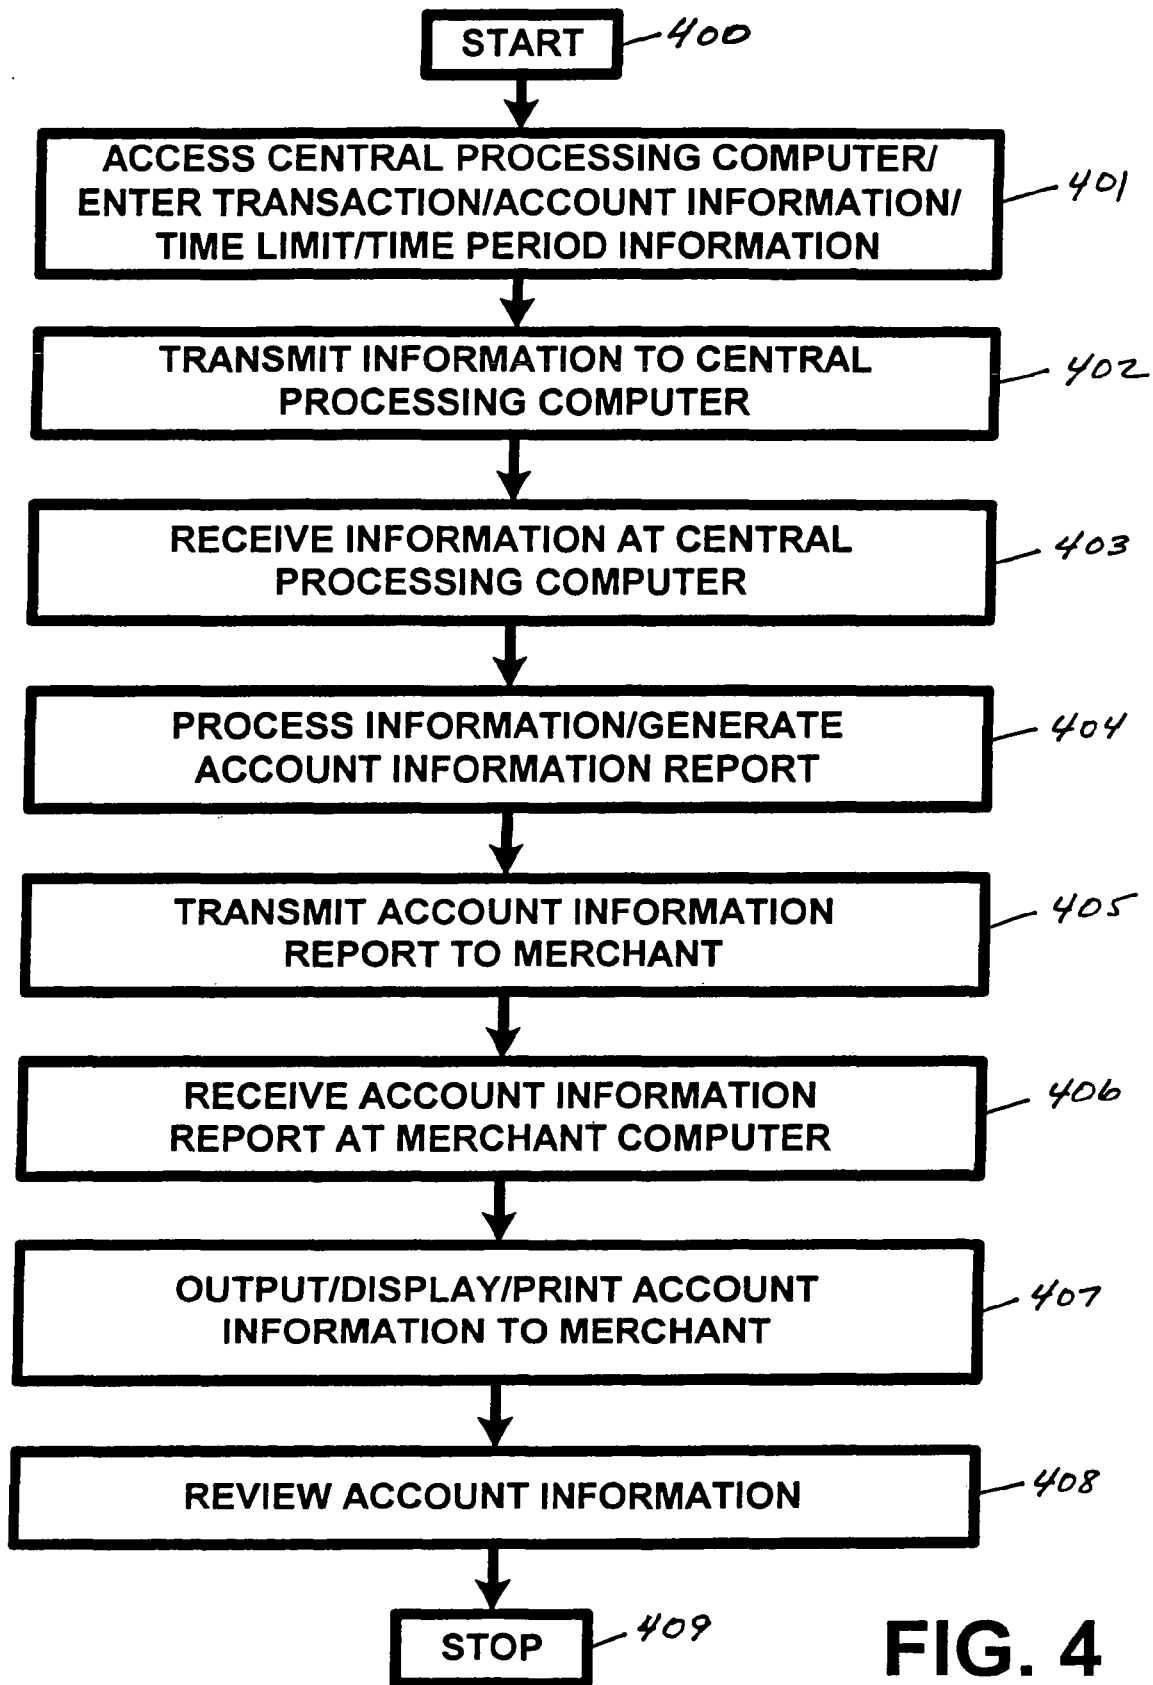 START
400
ACCESS CENTRAL PROCESSING COMPUTER/
ENTER TRANSACTION/ACCOUNT INFORMATION/
TIME LIMIT/TIME PERIOD INFORMATION
401
TRANSMIT INFORMATION TO CENTRAL
PROCESSING COMPUTER
402
RECEIVE INFORMATION AT CENTRAL
PROCESSING COMPUTER
403
PROCESS INFORMATION/GENERATE
ACCOUNT INFORMATION REPORT
404
TRANSMIT ACCOUNT INFORMATION
REPORT TO MERCHANT
405
RECEIVE ACCOUNT INFORMATION
REPORT AT MERCHANT COMPUTER
406
OUTPUT/DISPLAY/PRINT ACCOUNT
INFORMATION TO MERCHANT
407
REVIEW ACCOUNT INFORMATION
408
STOP
409
FIG. 4